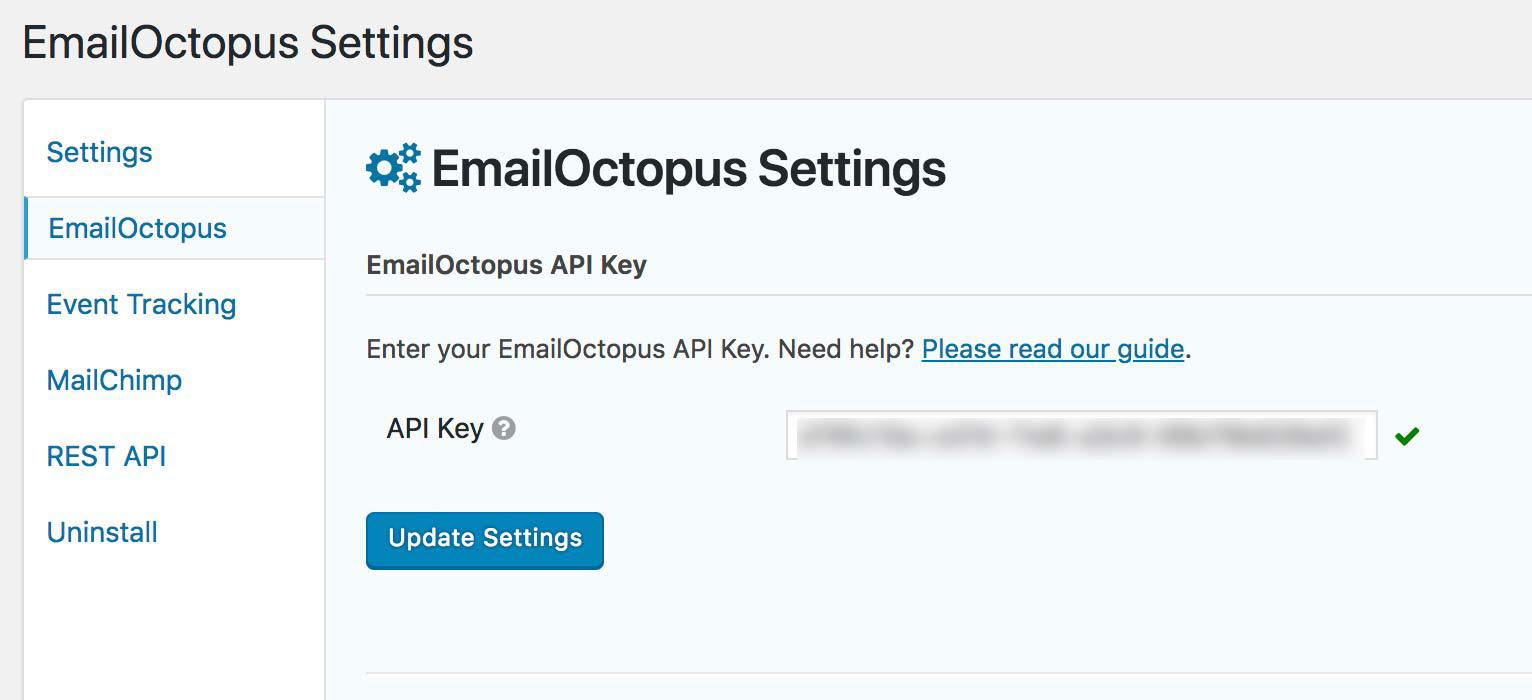 EmailOctopus Settings
Settings
EmailOctopus
Event Tracking
MailChimp
REST API
Uninstall
EmailOctopus Settings
EmailOctopus API Key
Enter your EmailOctopus API Key. Need help? Please read our guide.
API Key ?
Update Settings